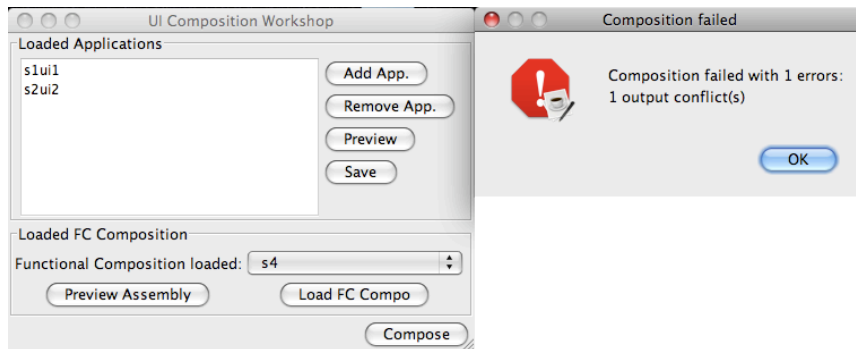 UI Composition Workshop
Loaded Applications
s1ui1
s2ui2
Add App.
Remove App.
Preview
Save
Loaded FC Composition
Functional Composition loaded: s4
Preview Assembly Load FC Compo
Compose
Composition failed
Composition failed with 1 errors:
1 output conflict(s)
OK